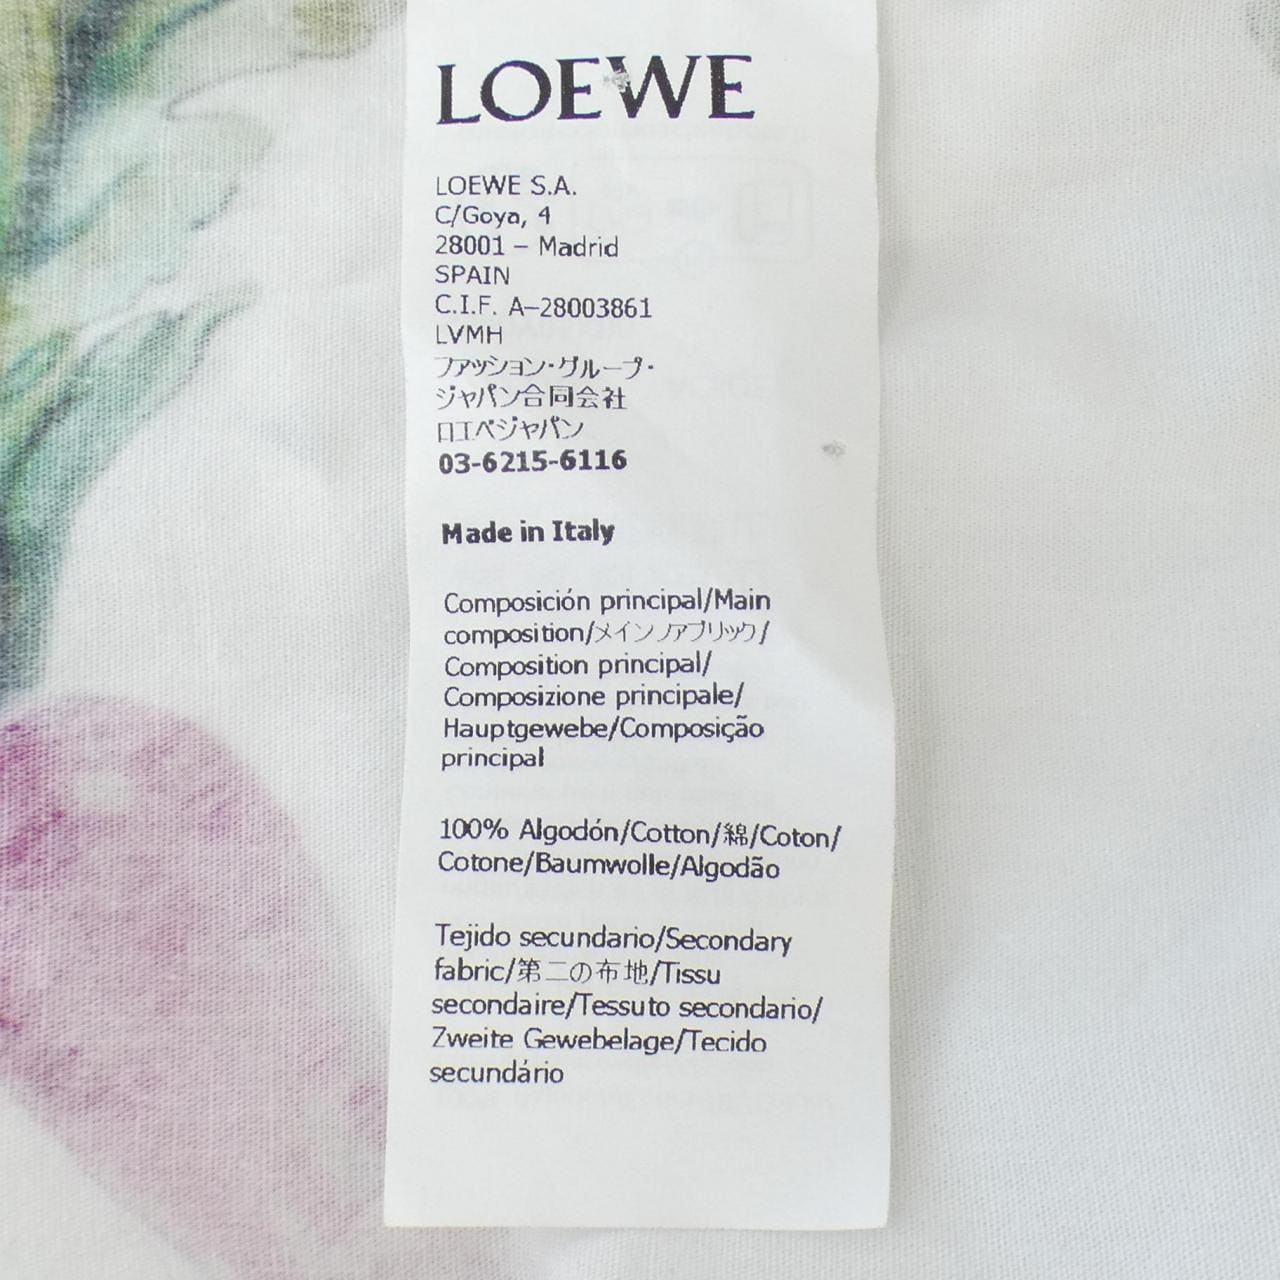 LOEWE
LOEWE S.A.
C/Goya, 4
28001 – Madrid
SPAIN
C.I.F. A–28003861
LVMH
ファッション・グループ・
ジャパン合同会社
ロエベジャパン
03-6215-6116
Made in Italy
Composición principal/Main
composition/メインファブリック/
Composition principal/
Composizione principale/
Hauptgewebe/Composição
principal
100% Algodón/Cotton/綿/Coton/
Cotone/Baumwolle/Algodão
Tejido secundario/Secondary
fabric/第二の布地/Tissu
secondaire/Tessuto secondario/
Zweite Gewebelage/Tecido
secundário